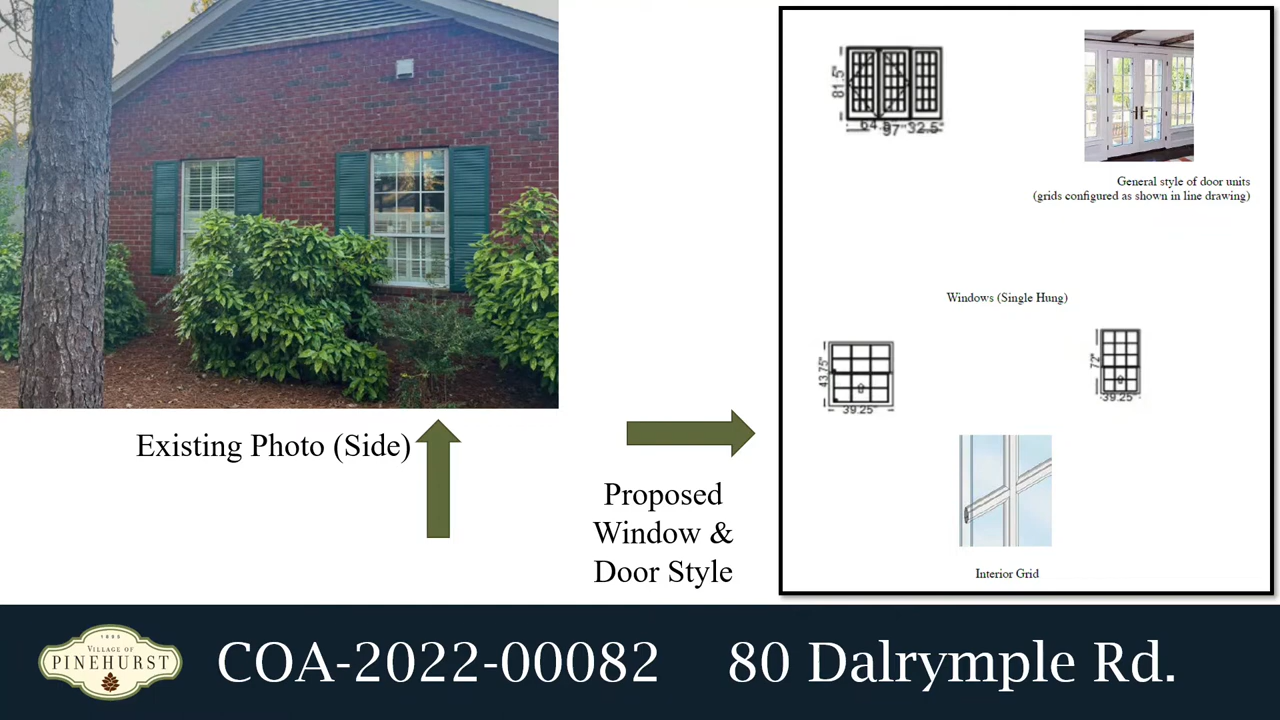 81.5"
97" 32.5"
General style of door units
(grids configured as shown in line drawing)
Windows (Single Hung)
43.75"
39.25"
72"
39.25"
Interior Grid
Existing Photo (Side)
Proposed
Window &
Door Style
1895
VILLAGE OF
PINEHURST
COA-2022-00082 80 Dalrymple Rd.